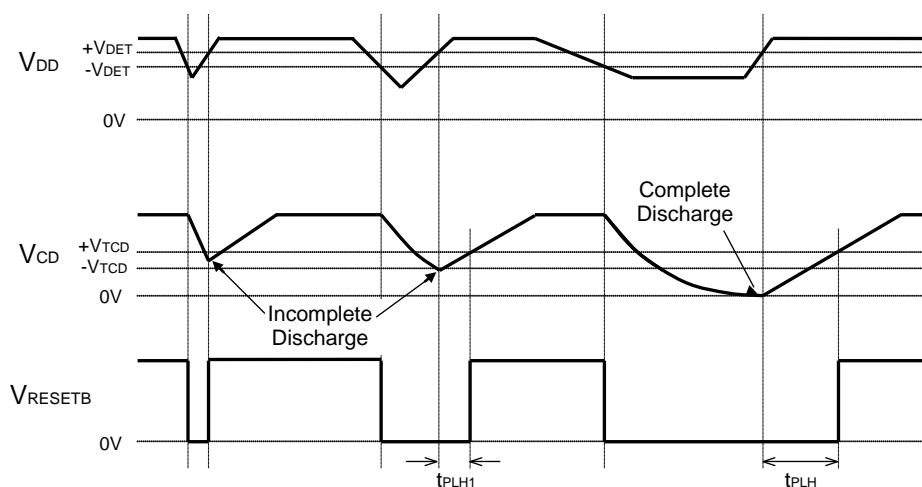 +VDET
VDD
-VDET
0V
Complete
Discharge
+VTCD
VCD
-VTCD
0V
Incomplete
Discharge
VRESETB
0V
tPLH1
tPLH